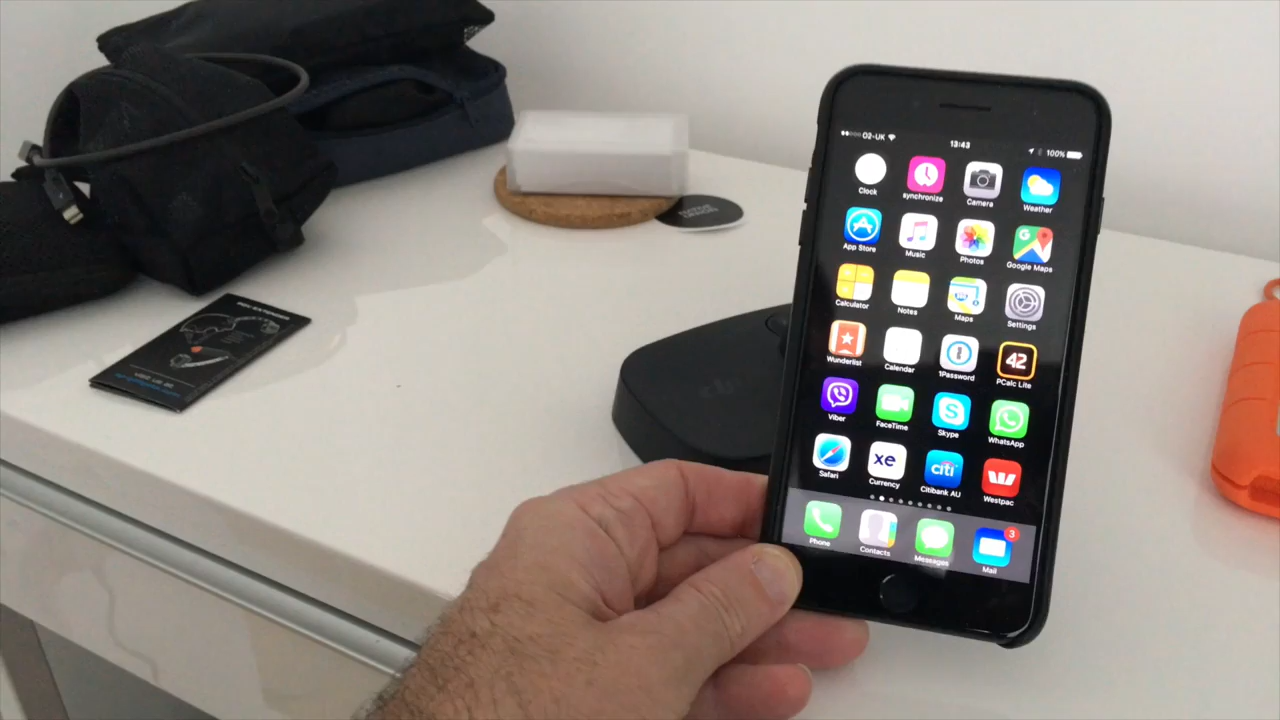 O2-UK
13:43
100%
Clock
synchronize
Camera
Weather
App Store
Music
Photos
G
Google Maps
Calculator
Notes
Maps
Settings
Wunderlist
Calendar
1Password
42
PCalc Lite
Viber
FaceTime
Skype
WhatsApp
Safari
xe
Currency
citi
Citibank AU
Westpac
Phone
Contacts
Messages
3
Mail